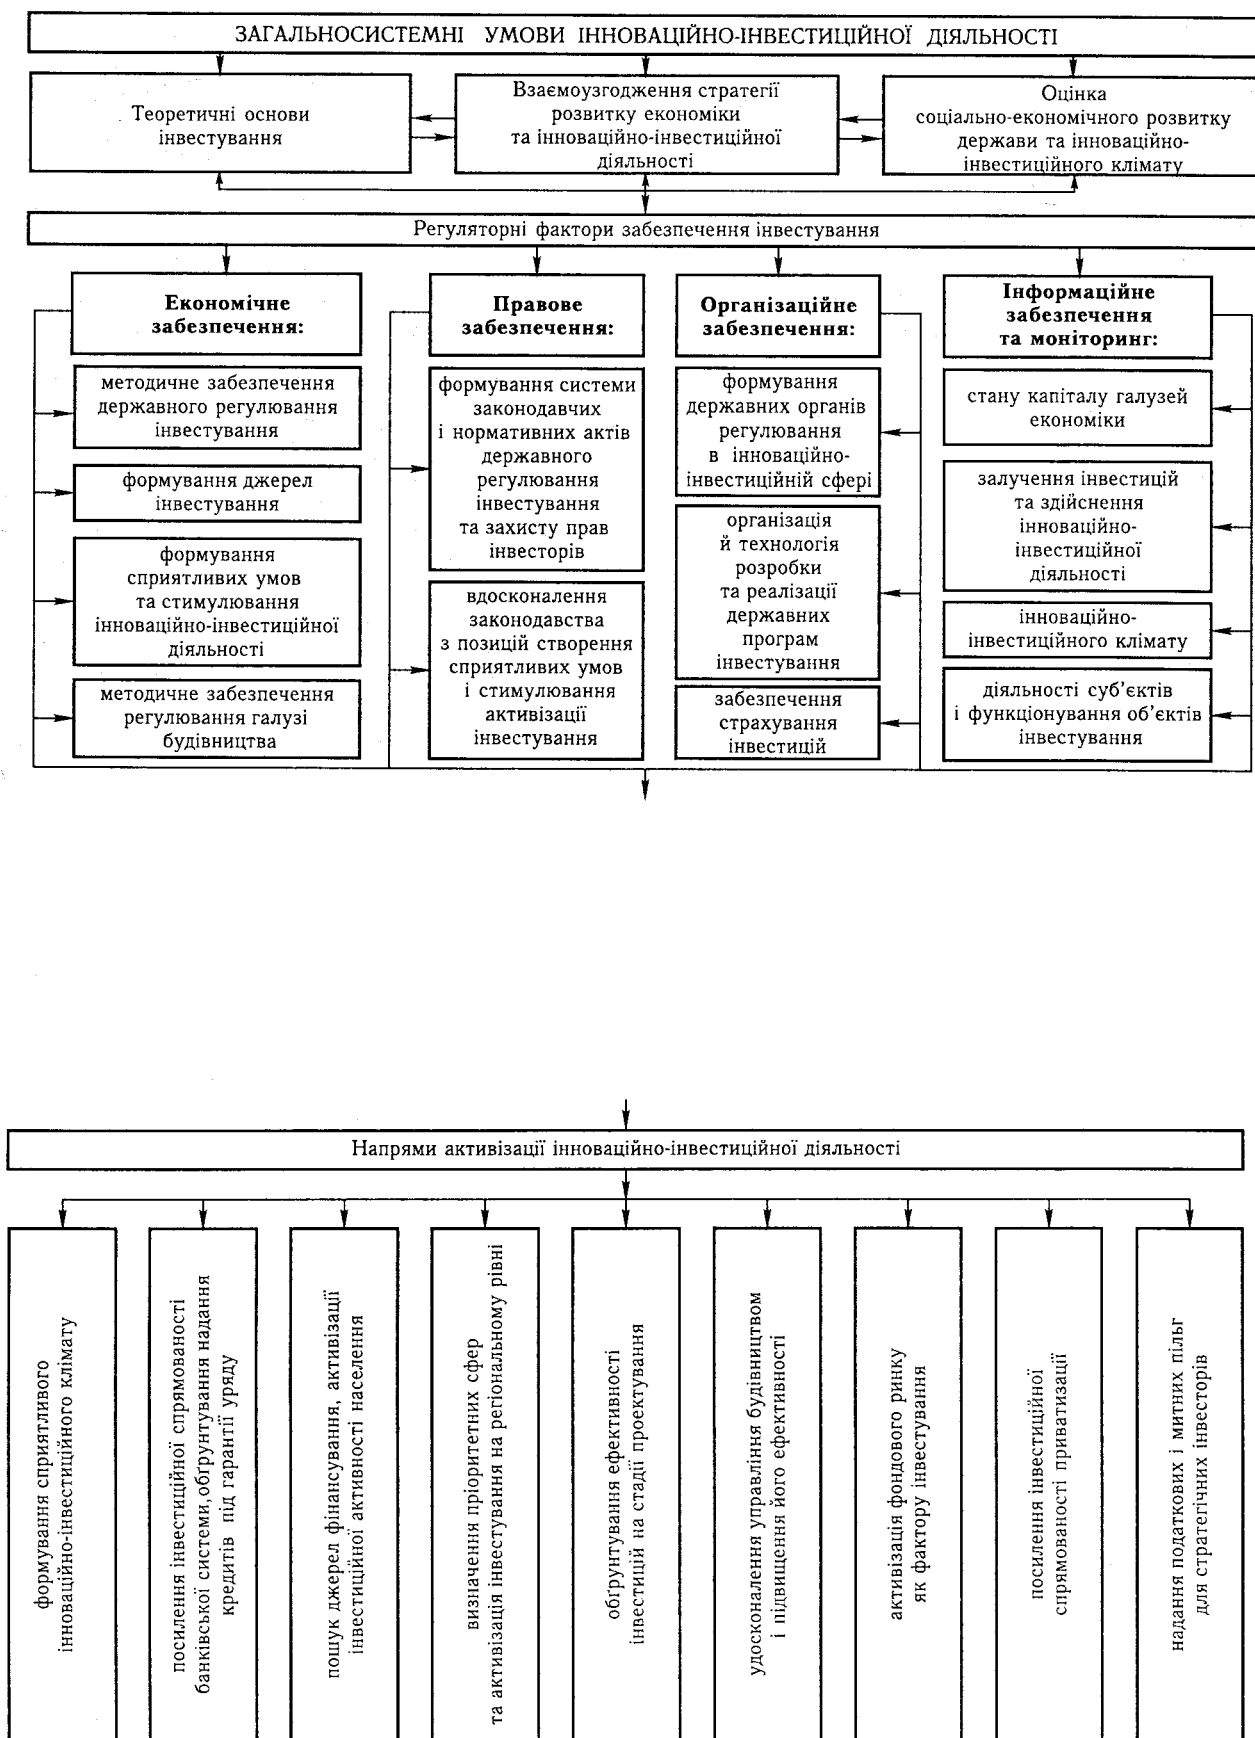 ЗАГАЛЬНОСИСТЕМНІ УМОВИ ІННОВАЦІЙНО-ІНВЕСТИЦІЙНОЇ ДІЯЛЬНОСТІ
Теоретичні основи
інвестування
Взаємоузгодження стратегії
розвитку економіки
та інноваційно-інвестиційної
діяльності
Оцінка
соціально-економічного розвитку
держави та інноваційно-
інвестиційного клімату
Регуляторні фактори забезпечення інвестування
Економічне
забезпечення:
методичне забезпечення
державного регулювання
інвестування
формування джерел
інвестування
формування
сприятливих умов
та стимулювання
інноваційно-інвестиційної
діяльності
методичне забезпечення
регулювання галузі
будівництва
Правове
забезпечення:
формування системи
законодавчих
і нормативних актів
державного
регулювання
інвестування
та захисту прав
інвесторів
вдосконалення
законодавства
з позицій створення
сприятливих умов
і стимулювання
активізації
інвестування
Організаційне
забезпечення:
формування
державних органів
регулювання
в інноваційно-
інвестиційній сфері
організація
й технологія
розробки
та реалізації
державних
програм
інвестування
забезпечення
страхування
інвестицій
Інформаційне
забезпечення
та моніторинг:
стану капіталу галузей
економіки
залучення інвестицій
та здійснення
інноваційно-
інвестиційної
діяльності
інноваційно-
інвестиційного клімату
діяльності суб’єктів
і функціонування об’єктів
інвестування
Напрями активізації інноваційно-інвестиційної діяльності
формування сприятливого
інноваційно-інвестиційного клімату
посилення інвестиційної спрямованості
банківської системи, обґрунтування надання
кредитів під гарантії уряду
пошук джерел фінансування, активізації
інвестиційної активності населення
визначення пріоритетних сфер
та активізація інвестування на регіональному рівні
обґрунтування ефективності
інвестицій на стадії проектування
удосконалення управління будівництвом
і підвищення його ефективності
активізація фондового ринку
як фактору інвестування
посилення інвестиційної
спрямованості приватизації
надання податкових і митних пільг
для стратегічних інвесторів